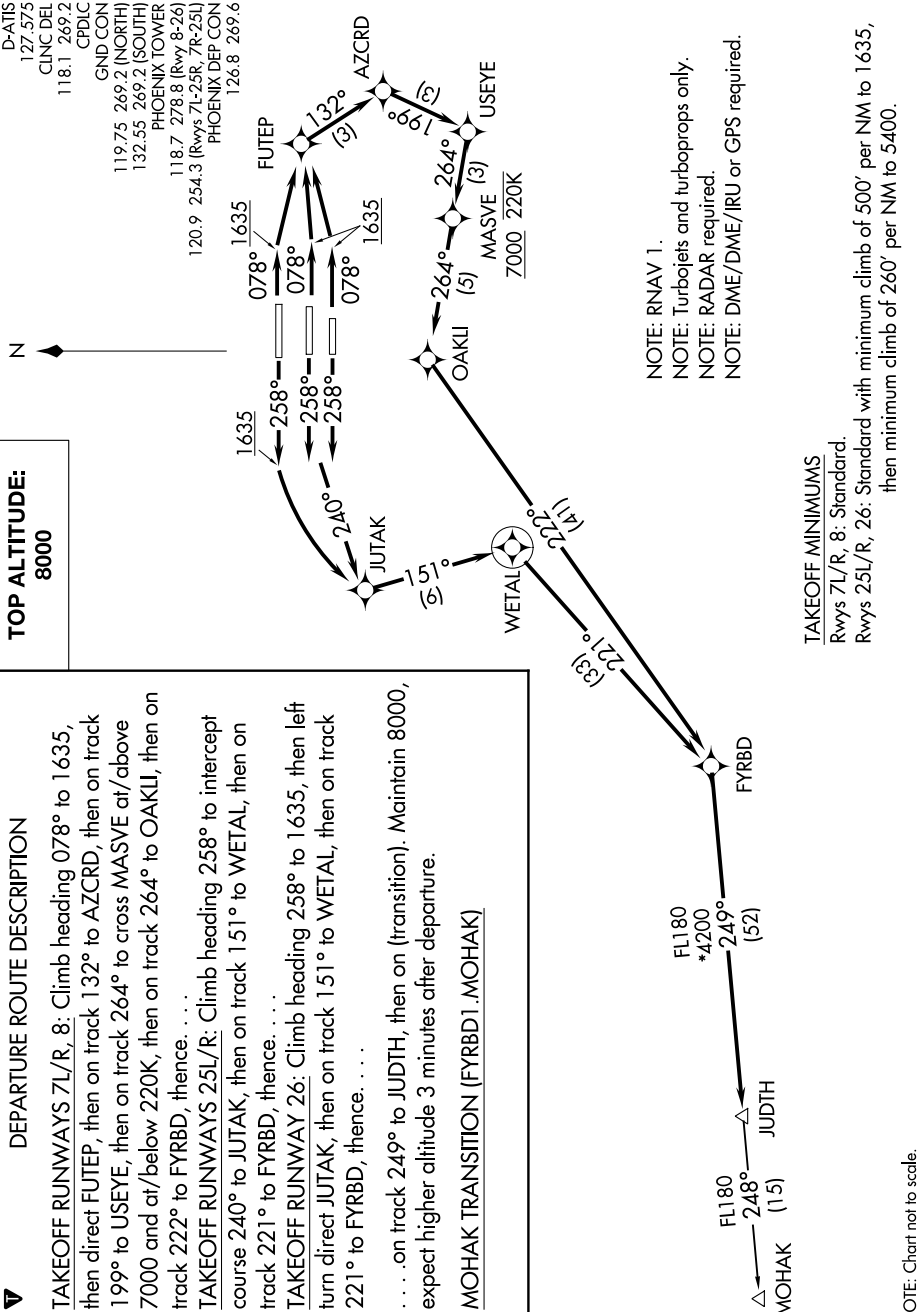 DEPARTURE ROUTE DESCRIPTION
TAKEOFF RUNWAYS 7L/R, 8: Climb heading 078° to 1635,
then direct FUTEP, then on track 132° to AZCRD, then on track
199° to USEYE, then on track 264° to cross MASVE at/above
7000 and at/below 220K, then on track 264° to OAKLI, then on
track 222° to FYRBD, thence. . . .
TAKEOFF RUNWAYS 25L/R: Climb heading 258° to intercept
course 240° to JUTAK, then on track 151° to WETAL, then on
track 221° to FYRBD, thence. . . .
TAKEOFF RUNWAY 26: Climb heading 258° to 1635, then left
turn direct JUTAK, then on track 151° to WETAL, then on track
221° to FYRBD, thence. . . .
. . . .on track 249° to JUDTH, then on (transition). Maintain 8000,
expect higher altitude 3 minutes after departure.
MOHAK TRANSITION (FYRBD1.MOHAK)
TOP ALTITUDE:
8000
N
D-ATIS
127.575
CLNC DEL
118.1 269.2
CPDLC
GND CON
119.75 269.2 (NORTH)
132.55 269.2 (SOUTH)
PHOENIX TOWER
118.7 278.8 (Rwy 8-26)
120.9 254.3 (Rwys 7L-25R, 7R-25L)
PHOENIX DEP CON
126.8 269.6
1635
258°
258°
258°
240°
JUTAK
151°
(6)
WETAL
221°
(33)
1635
078°
078°
078°
1635
FUTEP
132°
(3)
AZCRD
199°
(3)
USEYE
264°
(3)
MASVE
7000 220K
264°
(5)
OAKLI
222°
(41)
FYRBD
FL180
*4200
249°
(52)
JUDTH
FL180
248°
(15)
MOHAK
NOTE: RNAV 1.
NOTE: Turbojets and turboprops only.
NOTE: RADAR required.
NOTE: DME/DME/IRU or GPS required.
TAKEOFF MINIMUMS
Rwys 7L/R, 8: Standard.
Rwys 25L/R, 26: Standard with minimum climb of 500' per NM to 1635,
then minimum climb of 260' per NM to 5400.
OTE: Chart not to scale.